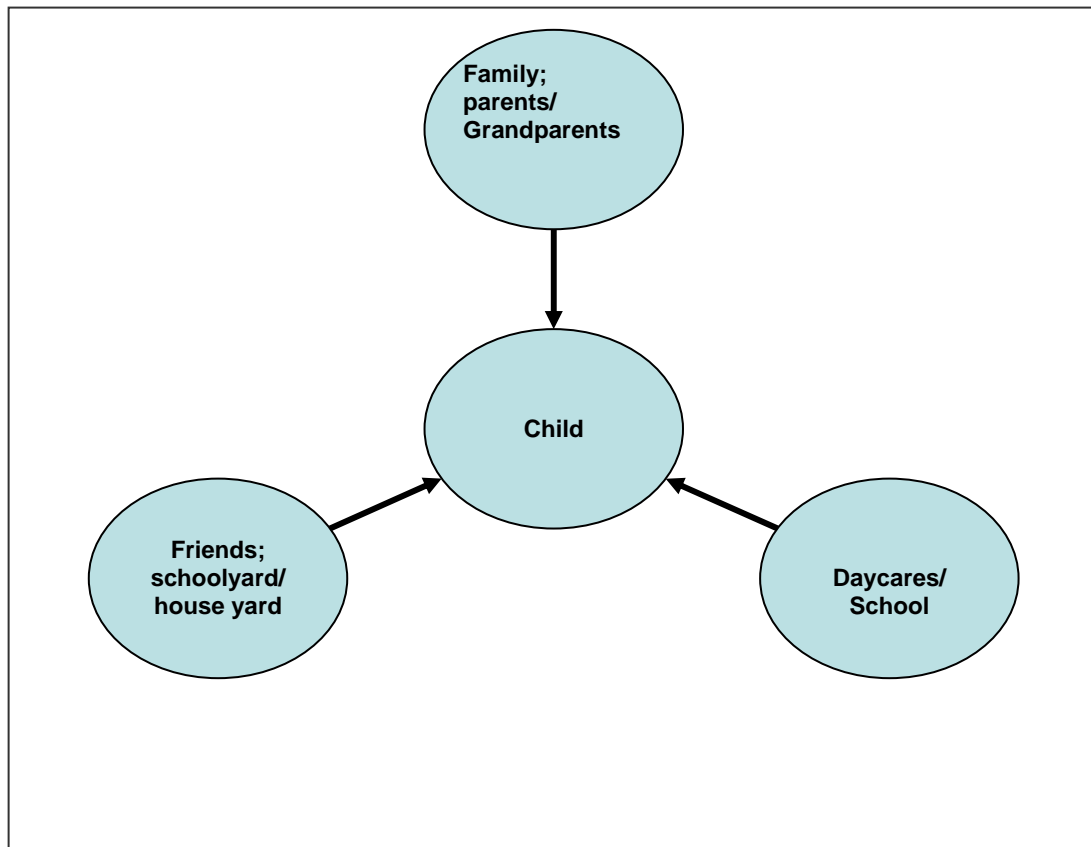 Family;
parents/
Grandparents
Child
Friends;
schoolyard/
house yard
Daycares/
School